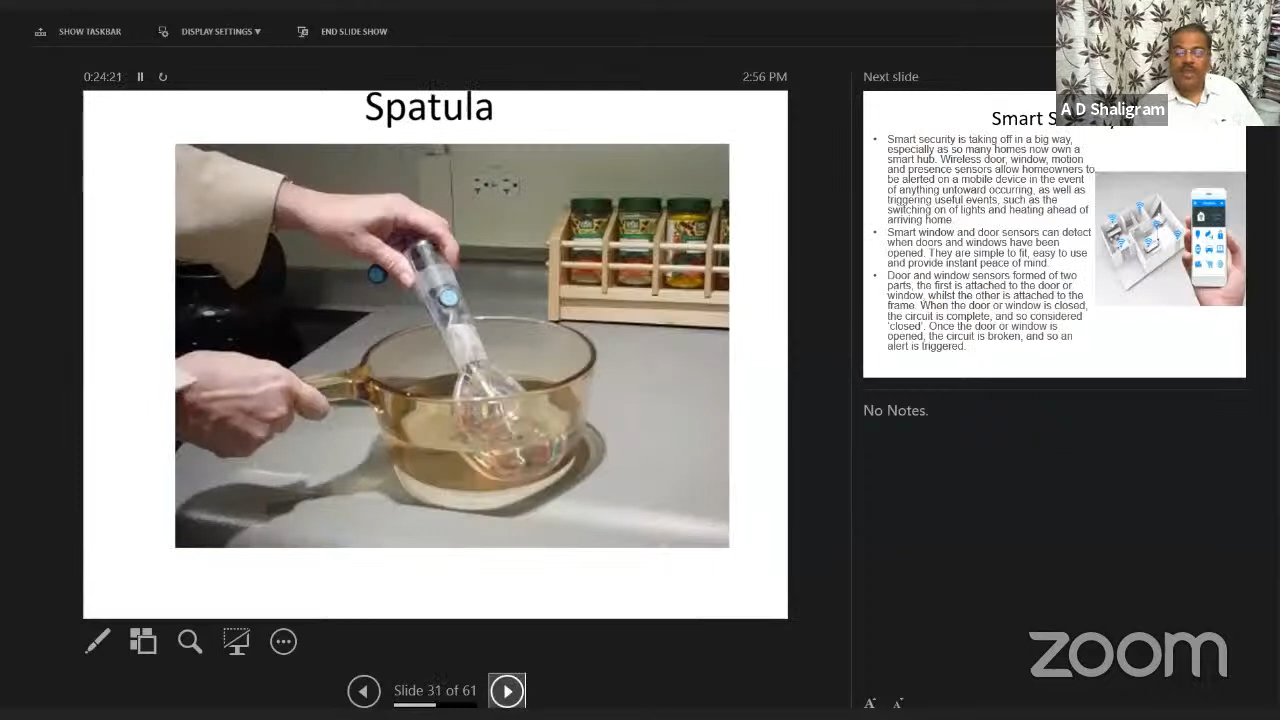 SHOW TASKBAR
DISPLAY SETTINGS
END SLIDE SHOW
0:24:21
2:56 PM
Next slide
A D Shaligram
Spatula
Smart
• Smart security is taking off in a big way,
especially as so many homes now own a
smart hub. Wireless door, window, motion
and presence sensors allow homeowners to
be alerted on a mobile device in the event
of anything untoward occurring, as well as
triggering useful events, such as the
switching on of lights and heating ahead of
arriving home.
• Smart window and door sensors can detect
when doors and windows have been
opened. They are simple to fit, easy to use
and provide instant peace of mind.
• Door and window sensors formed of two
parts, the first is attached to the door or
window, whilst the other is attached to the
frame. When the door or window is closed,
the circuit is complete, and so considered
'closed'. Once the door or window is
opened, the circuit is broken, and so an
alert is triggered.
No Notes.
zoom
Slide 31 of 61
A A